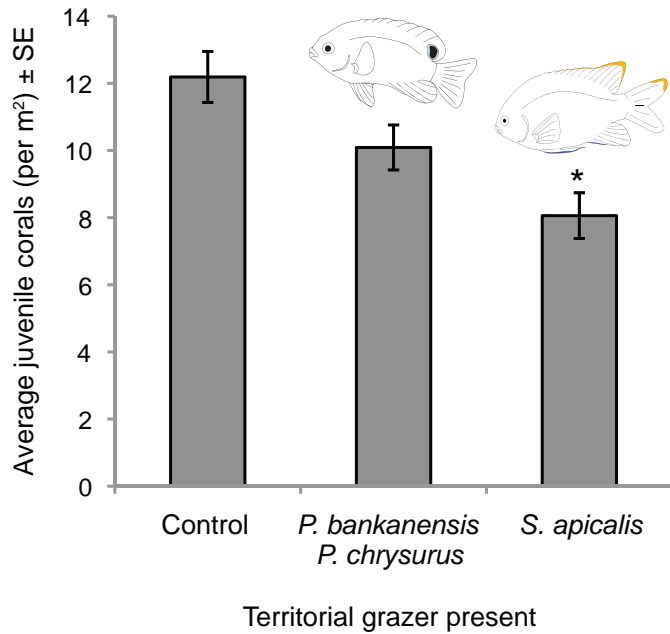 Average juvenile corals (per m²) ± SE
14
12
10
8
6
4
2
0
*
Control
P. bankanensis
P. chrysurus
S. apicalis
Territorial grazer present